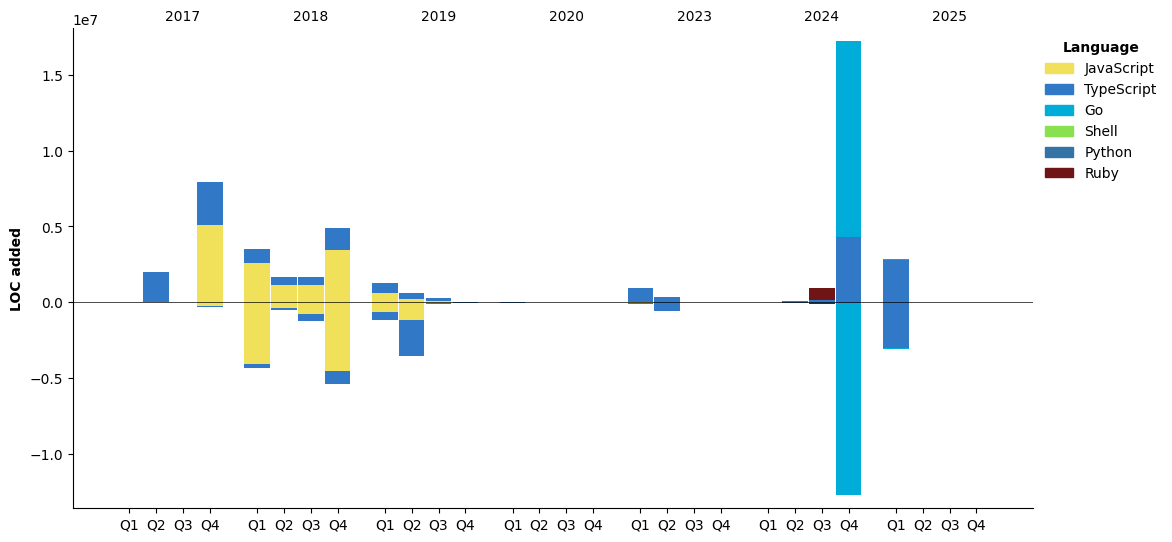 1e7
2017 2018 2019 2020 2023 2024 2025
Language
JavaScript
TypeScript
Go
Shell
Python
Ruby
LOC added
1.5
1.0
0.5
0.0
−0.5
−1.0
Q1 Q2 Q3 Q4 Q1 Q2 Q3 Q4 Q1 Q2 Q3 Q4 Q1 Q2 Q3 Q4 Q1 Q2 Q3 Q4 Q1 Q2 Q3 Q4 Q1 Q2 Q3 Q4